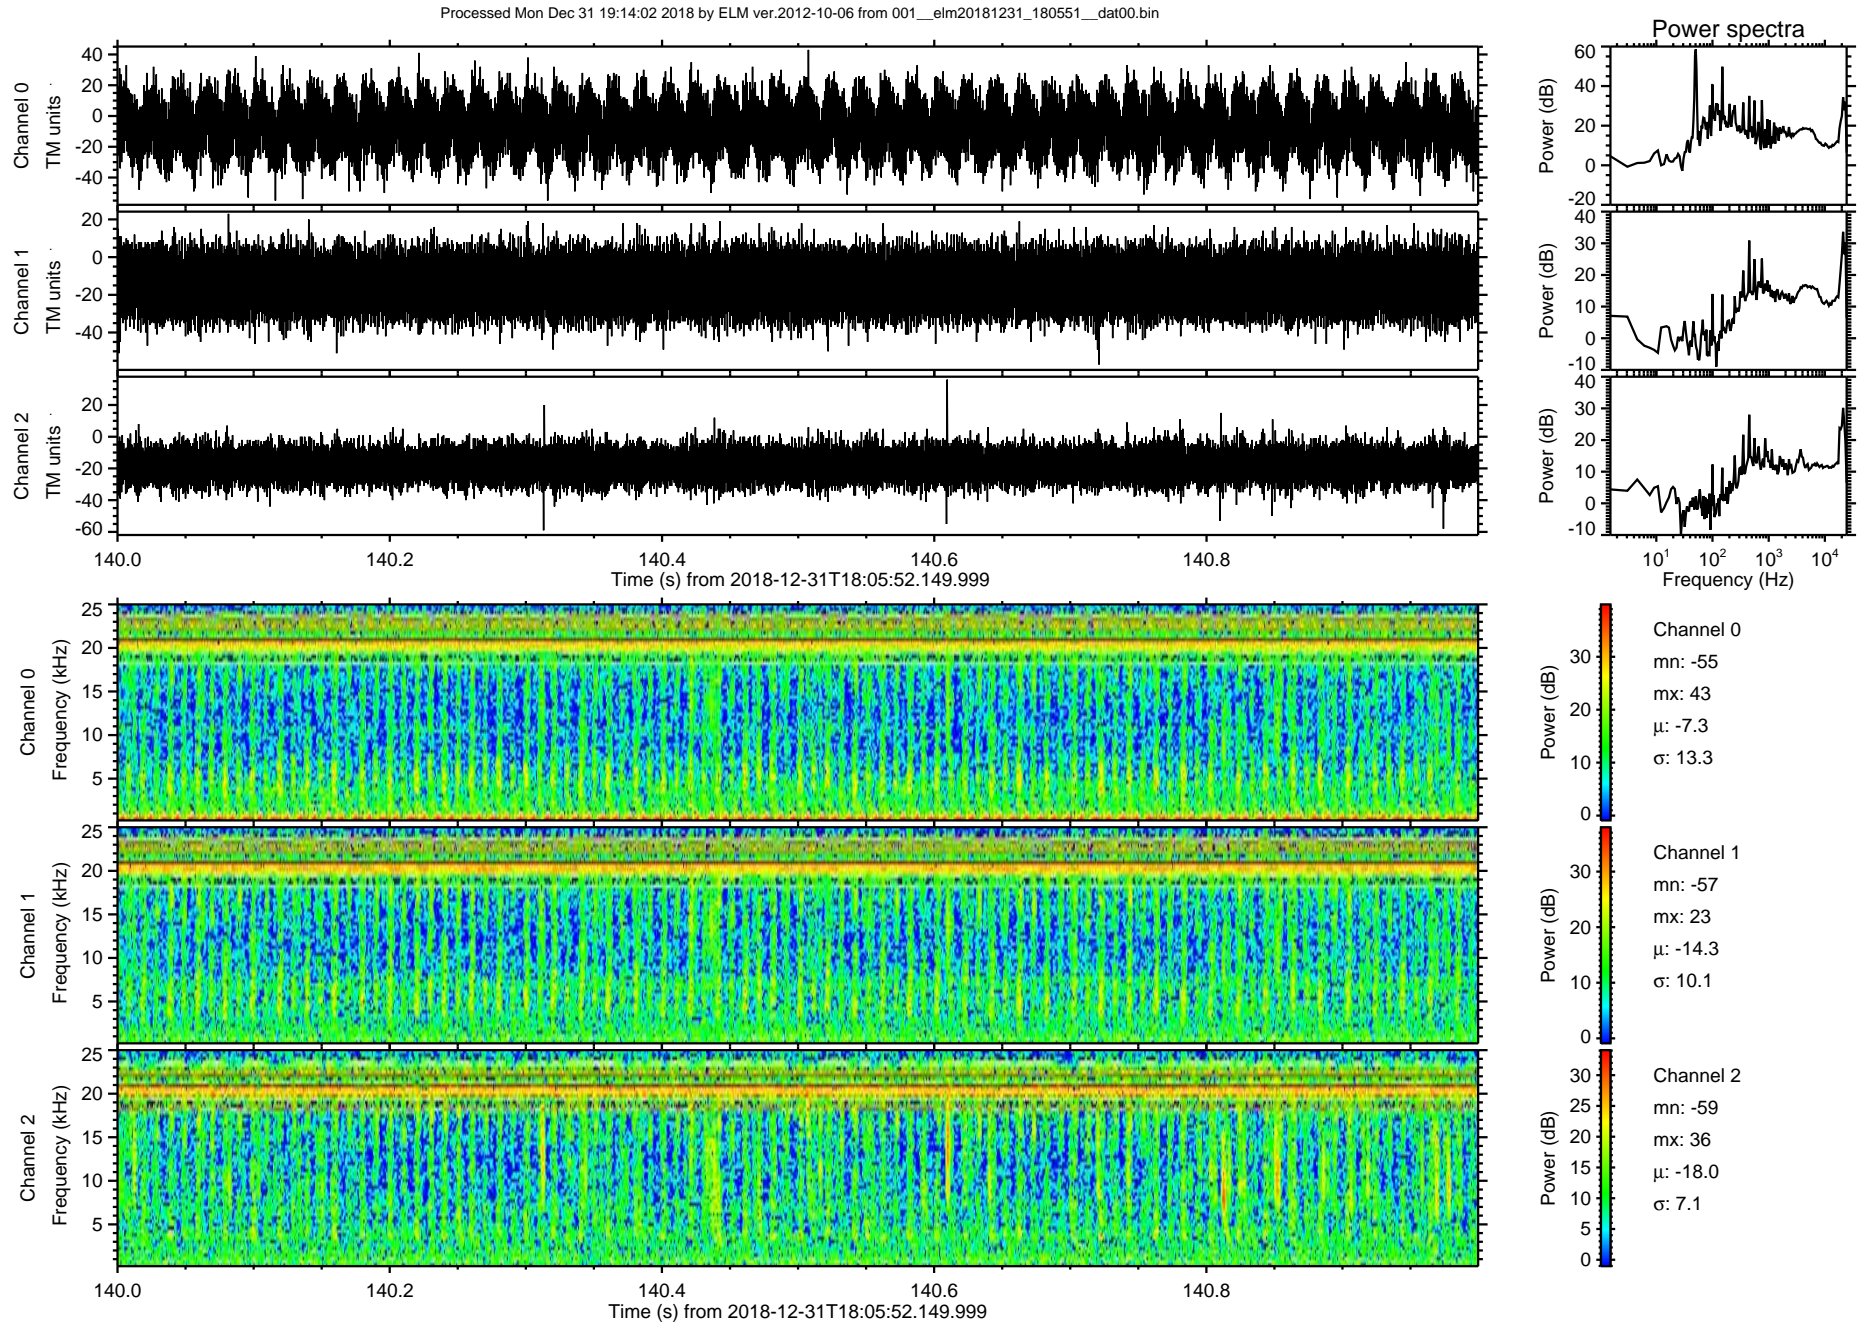 Processed Mon Dec 31 19:14:02 2018 by ELM ver.2012-10-06 from 001__elm20181231_180551__dat00.bin
Power spectra
Channel 0
TM units
40
20
0
-20
-40
Power (dB)
60
40
20
0
-20
Channel 1
TM units
20
0
-20
-40
Power (dB)
40
30
20
10
0
-10
Channel 2
TM units
20
0
-20
-40
-60
Power (dB)
40
30
20
10
0
-10
140.0 140.2 140.4 140.6 140.8
Time (s) from 2018-12-31T18:05:52.149.999
10¹ 10² 10³ 10⁴
Frequency (Hz)
Channel 0
Frequency (kHz)
25
20
15
10
5
Power (dB)
30
20
10
0
Channel 0
mn: -55
mx: 43
μ: -7.3
σ: 13.3
Channel 1
Frequency (kHz)
25
20
15
10
5
Power (dB)
30
20
10
0
Channel 1
mn: -57
mx: 23
μ: -14.3
σ: 10.1
Channel 2
Frequency (kHz)
25
20
15
10
5
Power (dB)
30
25
20
15
10
5
0
Channel 2
mn: -59
mx: 36
μ: -18.0
σ: 7.1
140.0 140.2 140.4 140.6 140.8
Time (s) from 2018-12-31T18:05:52.149.999